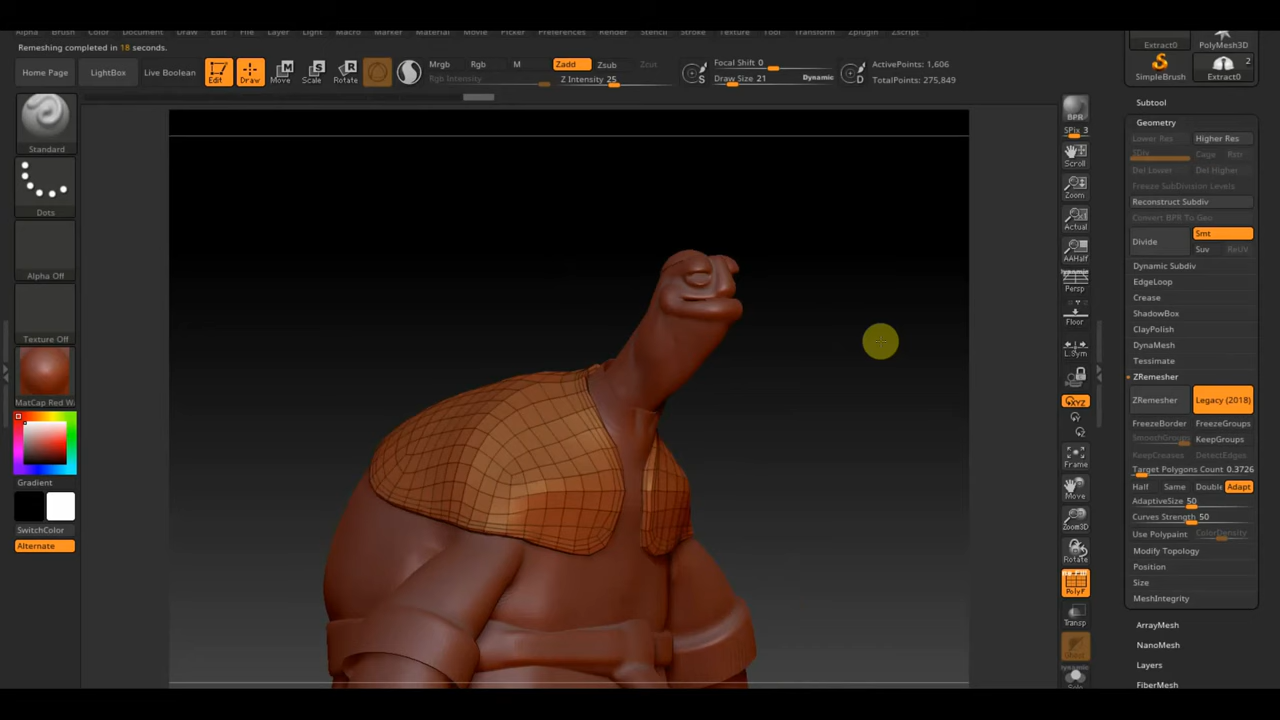 Alpha Brush Color Document Draw Edit File Layer Light Macro Marker Material Movie Picker Preferences Render Stencil Stroke Texture Tool Transform Zplugin Zscript
Remeshing completed in 18 seconds.
Home Page LightBox Live Boolean Edit Draw Move Scale Rotate
Mrgb Rgb M Zadd Zsub Zcut
Rgb Intensity Z Intensity 25
Focal Shift 0
Draw Size 21 Dynamic
S
D
ActivePoints: 1,606
TotalPoints: 275,849
Standard
Dots
Alpha Off
Texture Off
MatCap Red W
Gradient
SwitchColor
Alternate
BPR
SPix 3
Scroll
Zoom
Actual
AAHalf
Dynamic
Persp
Floor
L.Sym
XYZ
Frame
Move
Zoom3D
Rotate
PolyF
Transp
Ghost
Dynamic
Solo
Extract0 PolyMesh3D
SimpleBrush Extract0 2
Subtool
Geometry
Lower Res Higher Res
SDiv Cage Rstr
Del Lower Del Higher
Freeze SubDivision Levels
Reconstruct Subdiv
Convert BPR To Geo
Divide Smt
Suv ReUV
Dynamic Subdiv
EdgeLoop
Crease
ShadowBox
ClayPolish
DynaMesh
Tessimate
ZRemesher
ZRemesher Legacy (2018)
FreezeBorder FreezeGroups
SmoothGroups KeepGroups
KeepCreases DetectEdges
Target Polygons Count 0.3726
Half Same Double Adapt
AdaptiveSize 50
Curves Strength 50
Use Polypaint ColorDensity
Modify Topology
Position
Size
MeshIntegrity
ArrayMesh
NanoMesh
Layers
FiberMesh